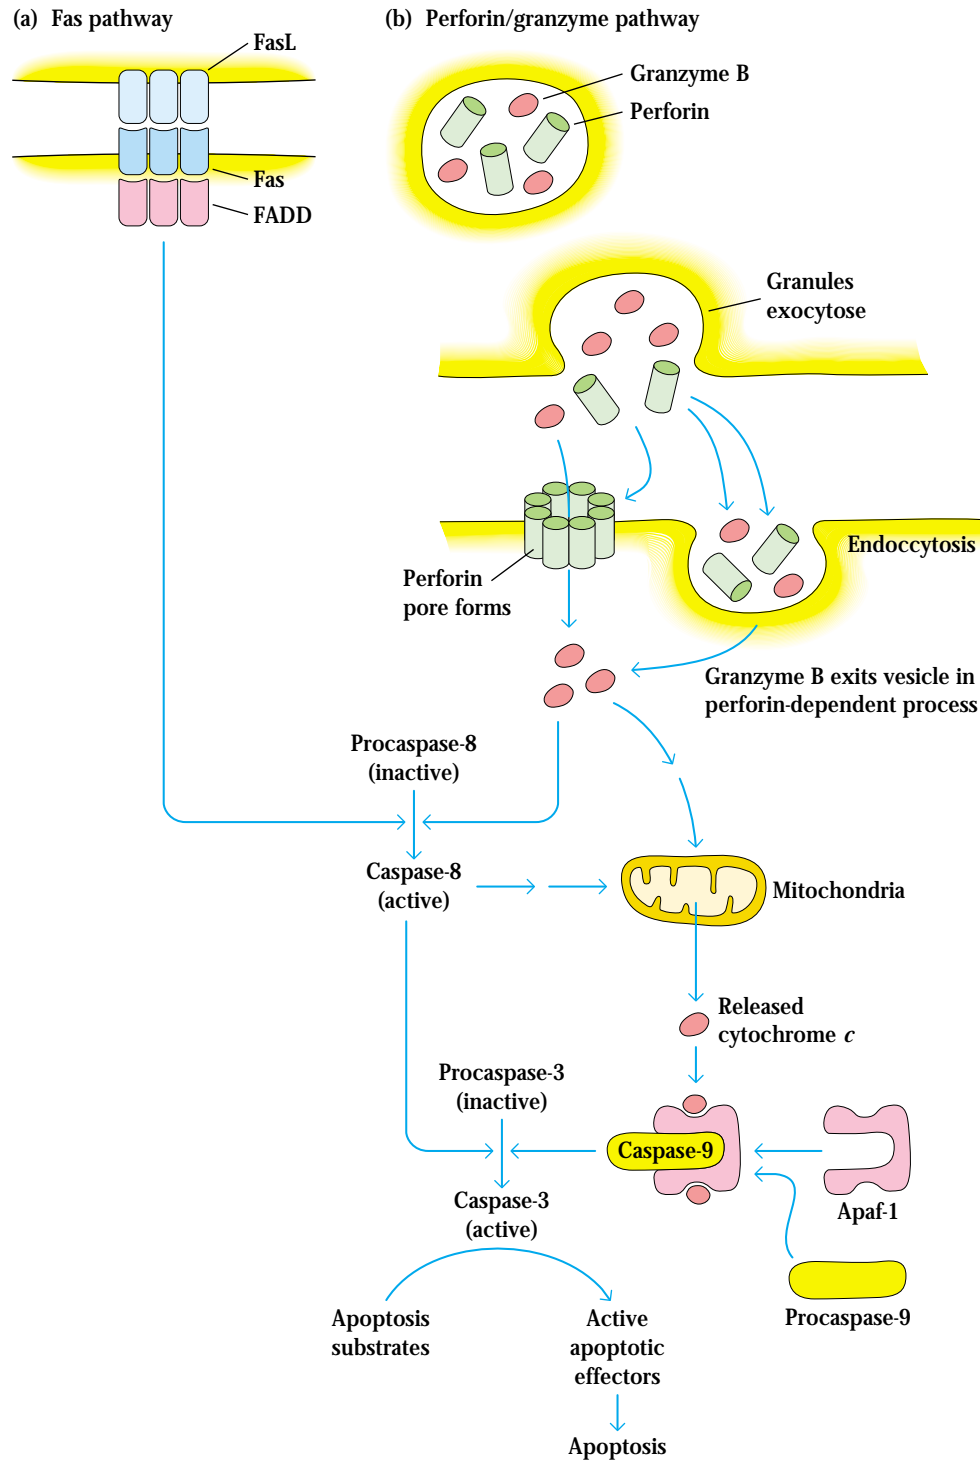 (a) Fas pathway
FasL
Fas
FADD
(b) Perforin/granzyme pathway
Granzyme B
Perforin
Granules
exocytose
Endoccytosis
Perforin
pore forms
Granzyme B exits vesicle in
perforin-dependent process
Procaspase-8
(inactive)
Caspase-8
(active)
Mitochondria
Released
cytochrome c
Procaspase-3
(inactive)
Caspase-9
Apaf-1
Caspase-3
(active)
Procaspase-9
Apoptosis
substrates
Active
apoptotic
effectors
Apoptosis